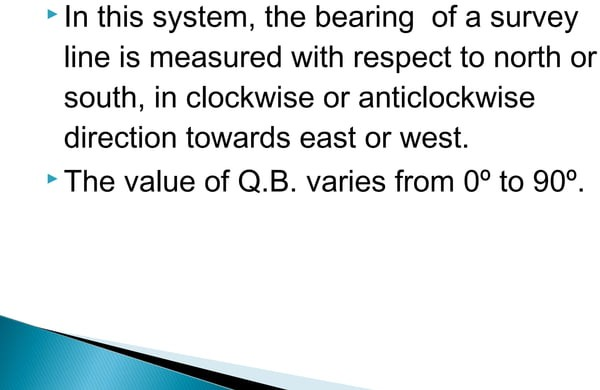 ▸In this system, the bearing  of a survey
line is measured with respect to north or
south, in clockwise or anticlockwise
direction towards east or west.
▸The value of Q.B. varies from 0º to 90º.